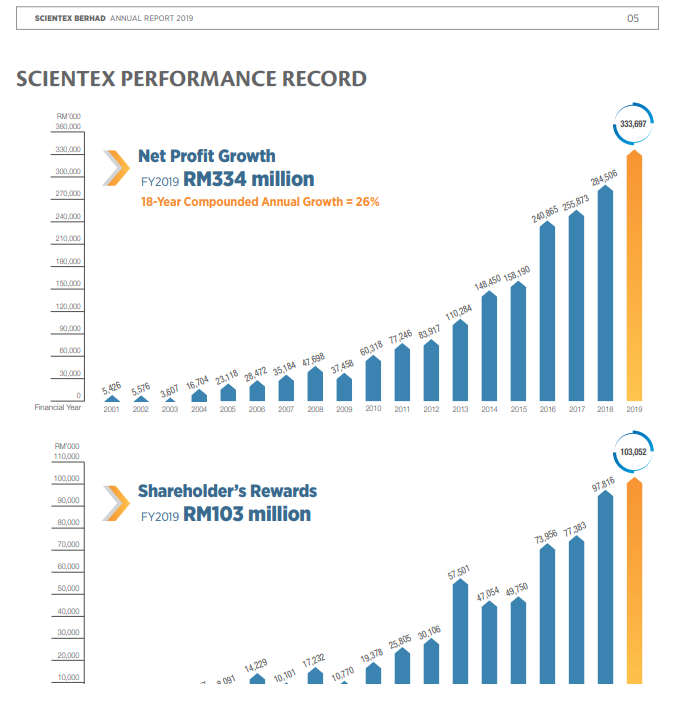 SCIENTEX BERHAD ANNUAL REPORT 2019 05
SCIENTEX PERFORMANCE RECORD
RM'000
360,000
330,000
300,000
270,000
240,000
210,000
180,000
150,000
120,000
90,000
60,000
30,000
0
Net Profit Growth
FY2019 RM334 million
18-Year Compounded Annual Growth = 26%
5,426 5,576 3,607 16,704 23,118 28,472 35,184 47,698 37,458 60,318 77,246 83,917 110,284 148,450 158,190 240,865 255,873 284,506 333,697
Financial Year 2001 2002 2003 2004 2005 2006 2007 2008 2009 2010 2011 2012 2013 2014 2015 2016 2017 2018 2019
RM'000
110,000
100,000
90,000
80,000
70,000
60,000
50,000
40,000
30,000
20,000
10,000
Shareholder's Rewards
FY2019 RM103 million
14,229 10,101 17,232 10,770 19,378 25,805 30,106 57,501 47,054 49,750 73,956 77,383 97,816 103,052